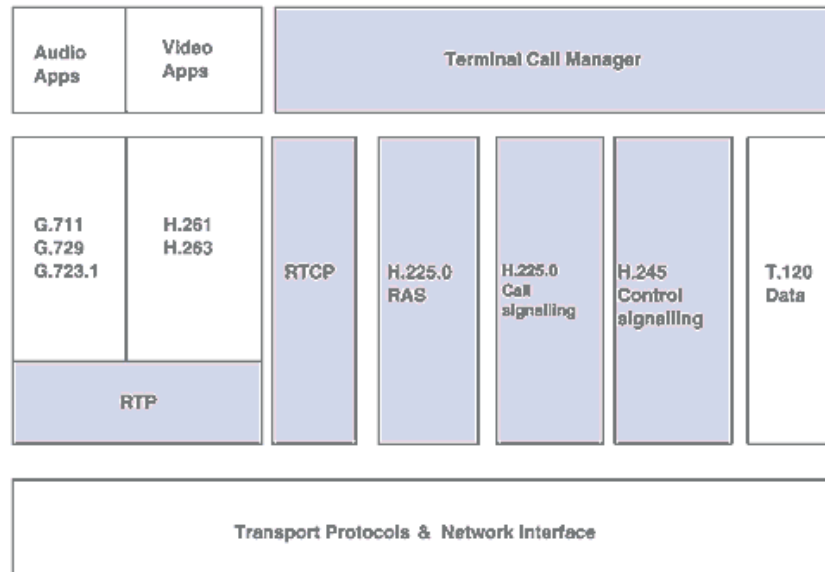 Audio
Apps
Video
Apps
Terminal Call Manager
G.711
G.729
G.723.1
H.261
H.263
RTCP
H.225.0
RAS
H.225.0
Call
signalling
H.245
Control
signalling
T.120
Data
RTP
Transport Protocols & Network Interface